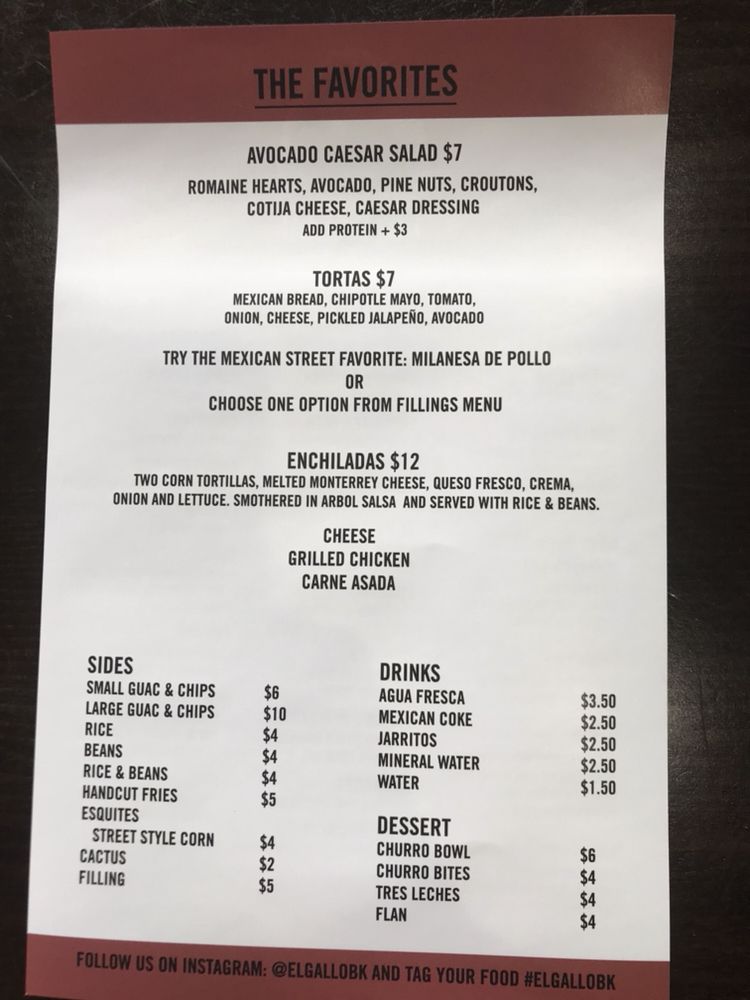 THE FAVORITES
AVOCADO CAESAR SALAD $7
ROMAINE HEARTS, AVOCADO, PINE NUTS, CROUTONS,
COTIJA CHEESE, CAESAR DRESSING
ADD PROTEIN + $3
TORTAS $7
MEXICAN BREAD, CHIPOTLE MAYO, TOMATO,
ONION, CHEESE, PICKLED JALAPEÑO, AVOCADO
TRY THE MEXICAN STREET FAVORITE: MILANESA DE POLLO
OR
CHOOSE ONE OPTION FROM FILLINGS MENU
ENCHILADAS $12
TWO CORN TORTILLAS, MELTED MONTERREY CHEESE, QUESO FRESCO, CREMA,
ONION AND LETTUCE. SMOTHERED IN ARBOL SALSA AND SERVED WITH RICE & BEANS.
CHEESE
GRILLED CHICKEN
CARNE ASADA
SIDES
SMALL GUAC & CHIPS $6
LARGE GUAC & CHIPS $10
RICE $4
BEANS $4
RICE & BEANS $4
HANDCUT FRIES $5
ESQUITES
STREET STYLE CORN $4
CACTUS $2
FILLING $5
DRINKS
AGUA FRESCA $3.50
MEXICAN COKE $2.50
JARRITOS $2.50
MINERAL WATER $2.50
WATER $1.50
DESSERT
CHURRO BOWL $6
CHURRO BITES $4
TRES LECHES $4
FLAN $4
FOLLOW US ON INSTAGRAM: @ELGALLOBK AND TAG YOUR FOOD #ELGALLOBK